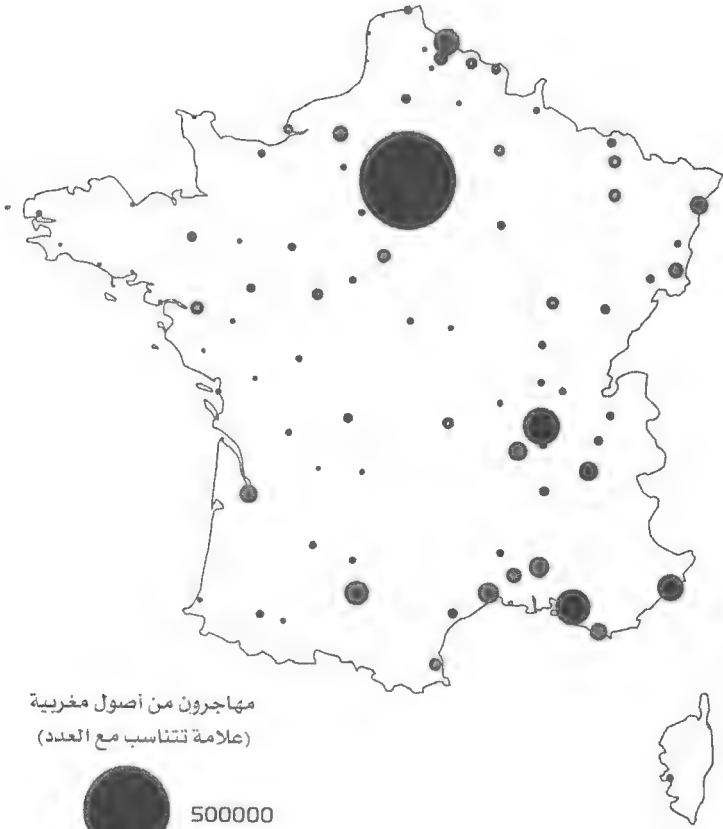 مهاجرون من أصول مغربية
(علامة تتناسب مع العدد)
500000